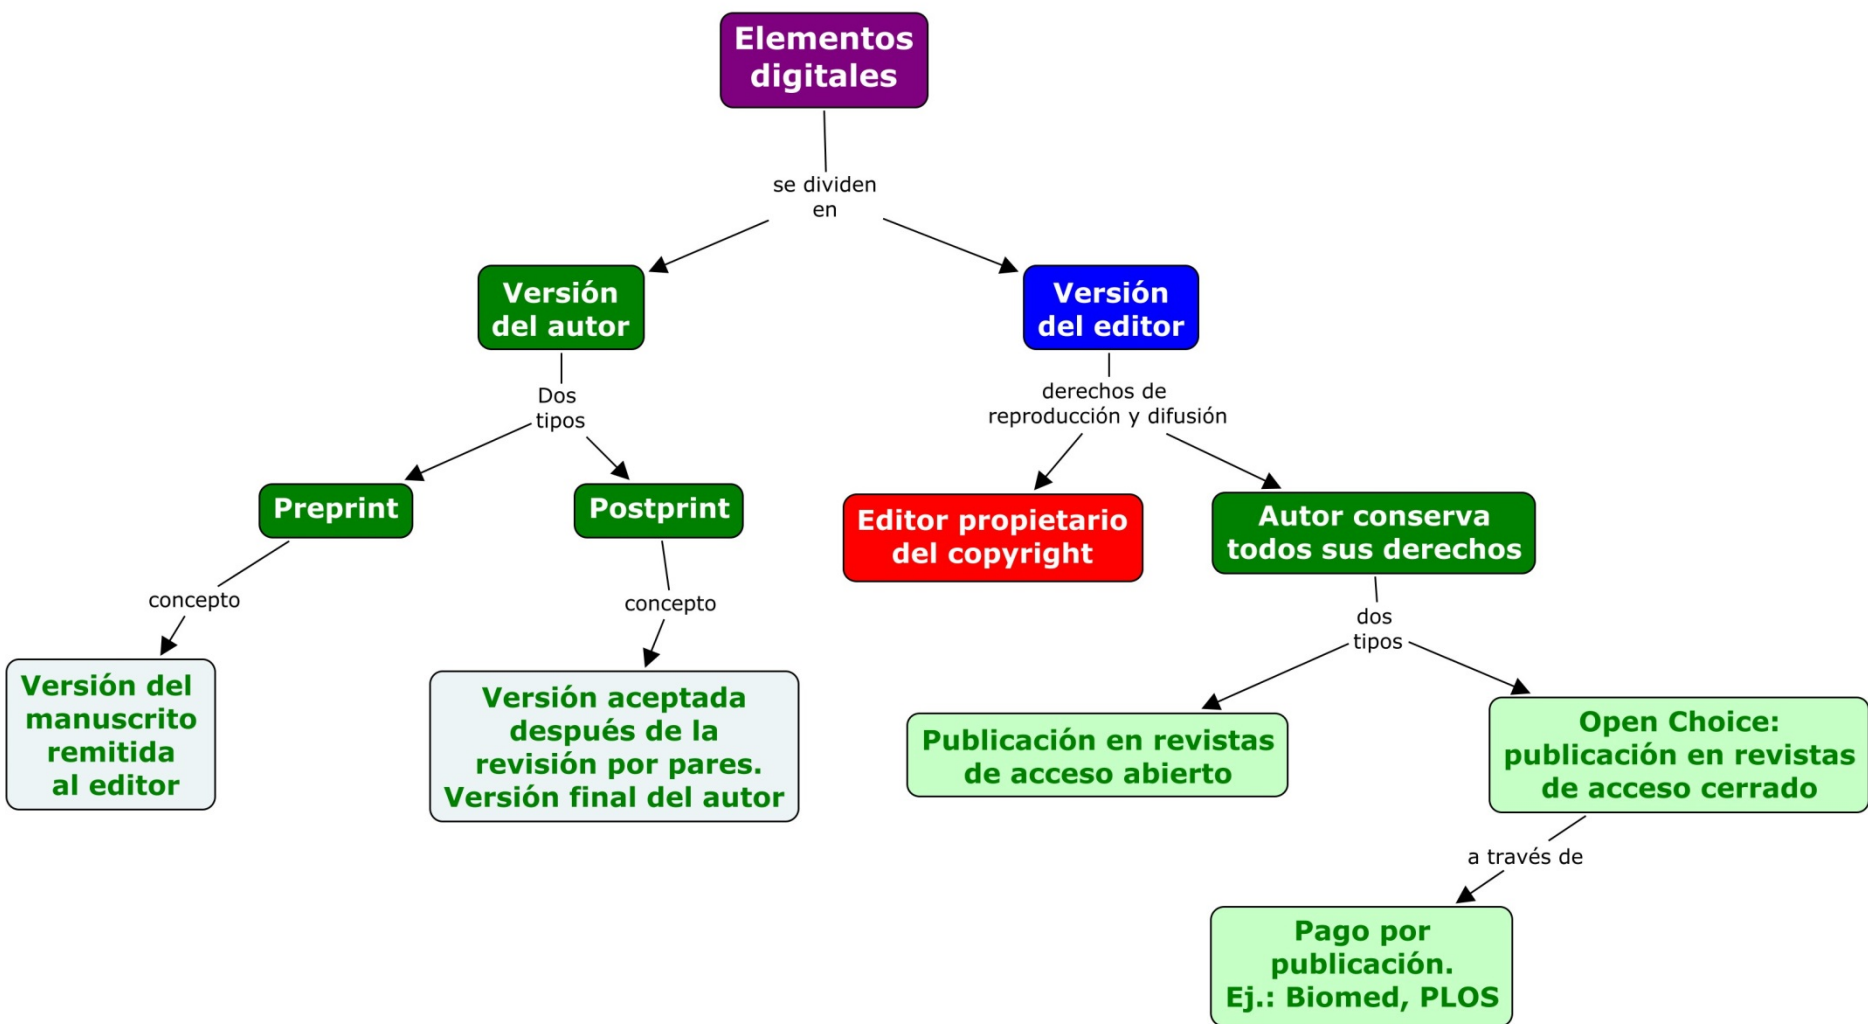 Elementos
digitales
se dividen
en
Versión
del autor
Versión
del editor
Dos
tipos
derechos de
reproducción y difusión
Preprint
Postprint
Editor propietario
del copyright
Autor conserva
todos sus derechos
concepto
concepto
dos
tipos
Versión del
manuscrito
remitida
al editor
Versión aceptada
después de la
revisión por pares.
Versión final del autor
Publicación en revistas
de acceso abierto
Open Choice:
publicación en revistas
de acceso cerrado
a través de
Pago por
publicación.
Ej.: Biomed, PLOS